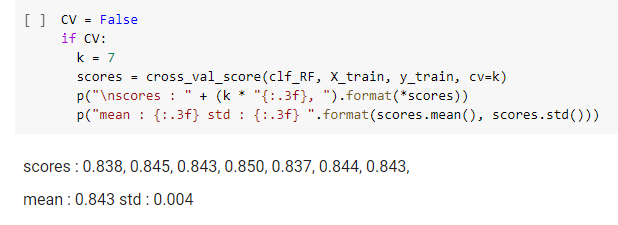 [ ] CV = False
if CV:
k = 7
scores = cross_val_score(clf_RF, X_train, y_train, cv=k)
p("\nscores : " + (k * "{:.3f}, ").format(*scores))
p("mean : {:.3f} std : {:.3f} ".format(scores.mean(), scores.std()))
scores : 0.838, 0.845, 0.843, 0.850, 0.837, 0.844, 0.843,
mean : 0.843 std : 0.004